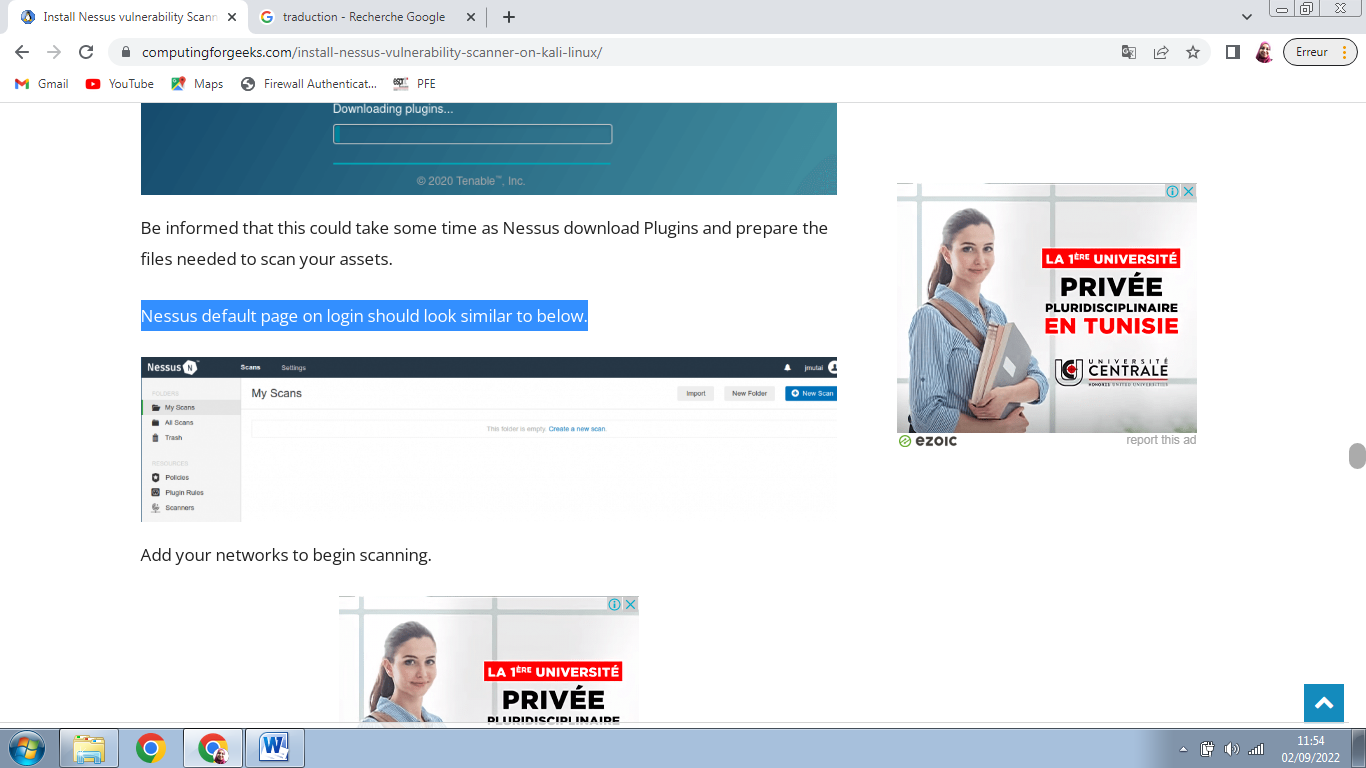 Install Nessus vulnerability Scann
traduction - Recherche Google
computingforgeeks.com/install-nessus-vulnerability-scanner-on-kali-linux/
Erreur
Gmail
YouTube
Maps
Firewall Authenticat...
PFE
Downloading plugins...
© 2020 Tenable™, Inc.
Be informed that this could take some time as Nessus download Plugins and prepare the
files needed to scan your assets.
Nessus default page on login should look similar to below.
Nessus N
Scans
Settings
jmutai
FOLDERS
My Scans
All Scans
Trash
RESOURCES
Policies
Plugin Rules
Scanners
My Scans
Import
New Folder
New Scan
This folder is empty. Create a new scan.
Add your networks to begin scanning.
LA 1ÈRE UNIVERSITÉ
PRIVÉE
PLURIDISCIPLINAIRE
EN TUNISIE
UNIVERSITÉ
CENTRALE
HONORIS UNITED UNIVERSITIES
ezoic
report this ad
LA 1ÈRE UNIVERSITÉ
PRIVÉE
PLURIDISCIPLINAIRE
11:54
02/09/2022